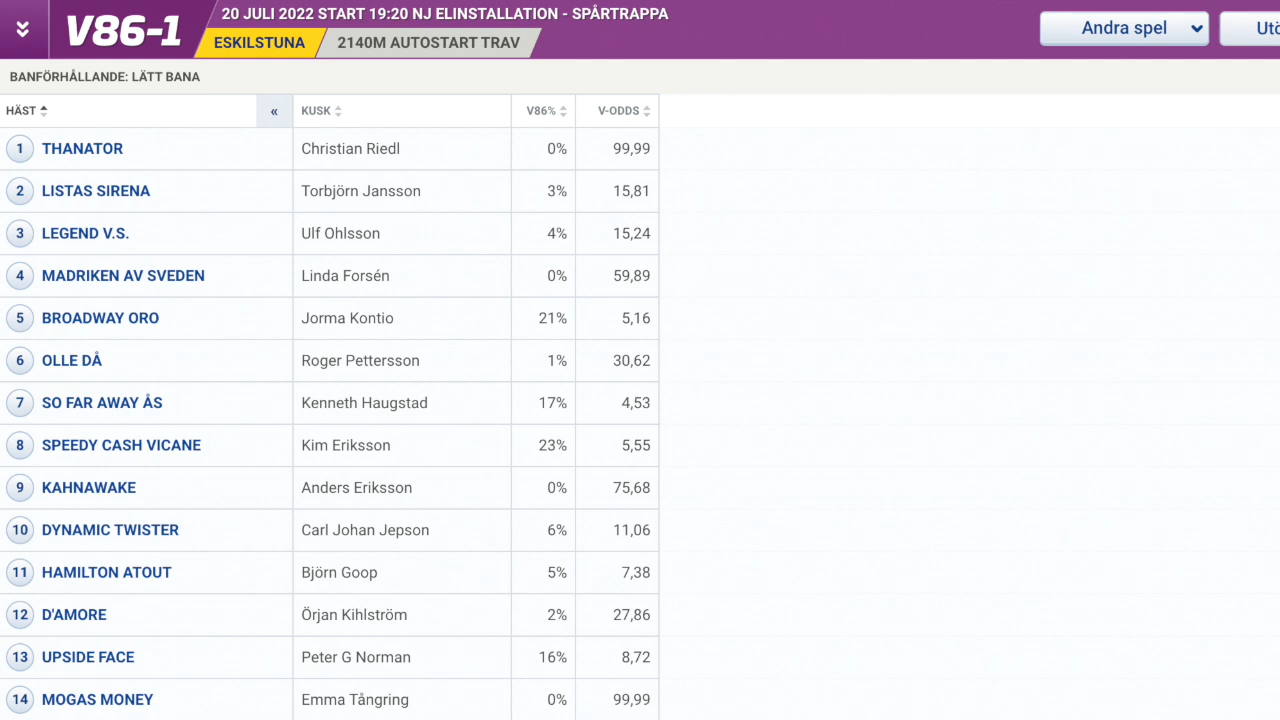 V86-1
20 JULI 2022 START 19:20 NJ ELINSTALLATION - SPÅRTRAPPA
ESKILSTUNA 2140M AUTOSTART TRAV
Andra spel
Utö
BANFÖRHÅLLANDE: LÄTT BANA
HÄST « KUSK V86% V-ODDS
1 THANATOR Christian Riedl 0% 99,99
2 LISTAS SIRENA Torbjörn Jansson 3% 15,81
3 LEGEND V.S. Ulf Ohlsson 4% 15,24
4 MADRIKEN AV SVEDEN Linda Forsén 0% 59,89
5 BROADWAY ORO Jorma Kontio 21% 5,16
6 OLLE DÅ Roger Pettersson 1% 30,62
7 SO FAR AWAY ÅS Kenneth Haugstad 17% 4,53
8 SPEEDY CASH VICANE Kim Eriksson 23% 5,55
9 KAHNAWAKE Anders Eriksson 0% 75,68
10 DYNAMIC TWISTER Carl Johan Jepson 6% 11,06
11 HAMILTON ATOUT Björn Goop 5% 7,38
12 D'AMORE Örjan Kihlström 2% 27,86
13 UPSIDE FACE Peter G Norman 16% 8,72
14 MOGAS MONEY Emma Tångring 0% 99,99